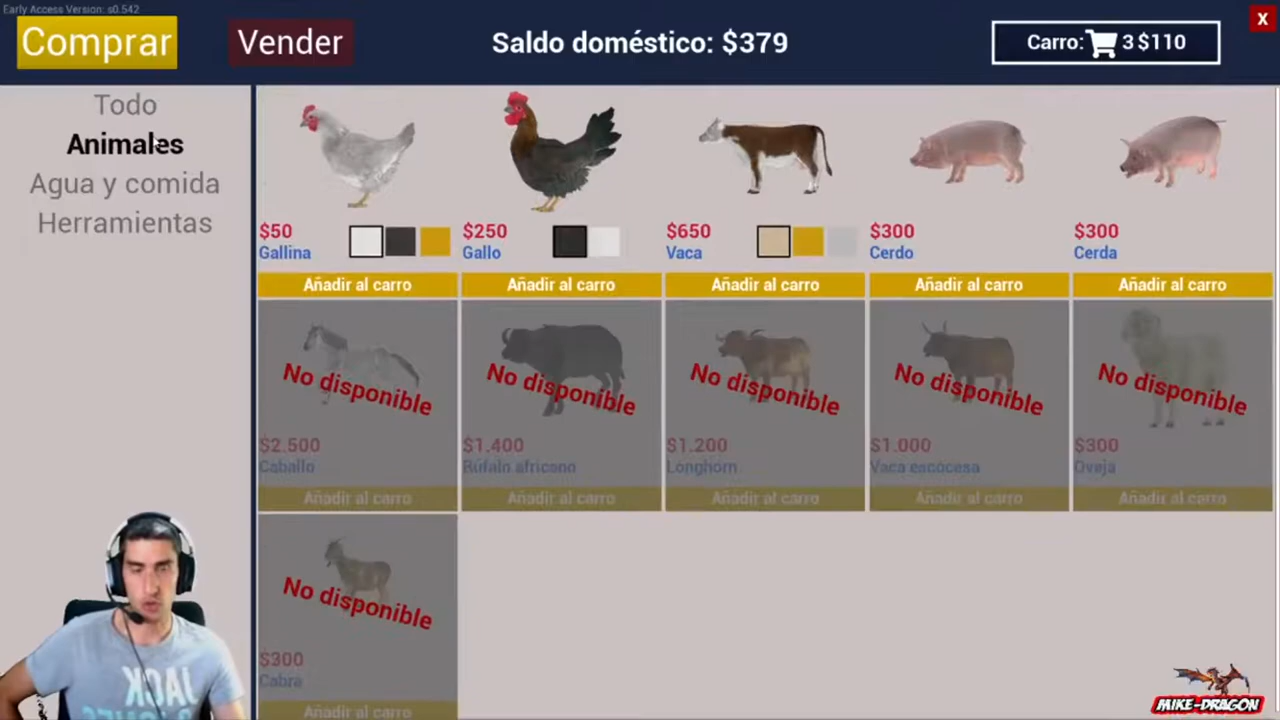 Early Access Version: s0.542
Comprar
Vender
Saldo doméstico: $379
Carro: 3 $110
X
Todo
Animales
Agua y comida
Herramientas
$50
Gallina
$250
Gallo
$650
Vaca
$300
Cerdo
$300
Cerda
Añadir al carro
Añadir al carro
Añadir al carro
Añadir al carro
Añadir al carro
No disponible
No disponible
No disponible
No disponible
No disponible
$2.500
Caballo
$1.400
Búfalo africano
$1.200
Longhorn
$1.000
Vaca escocesa
$300
Oveja
Añadir al carro
Añadir al carro
Añadir al carro
Añadir al carro
Añadir al carro
No disponible
$300
Cabra
Añadir al carro
JACK
MIKE-DRAGON